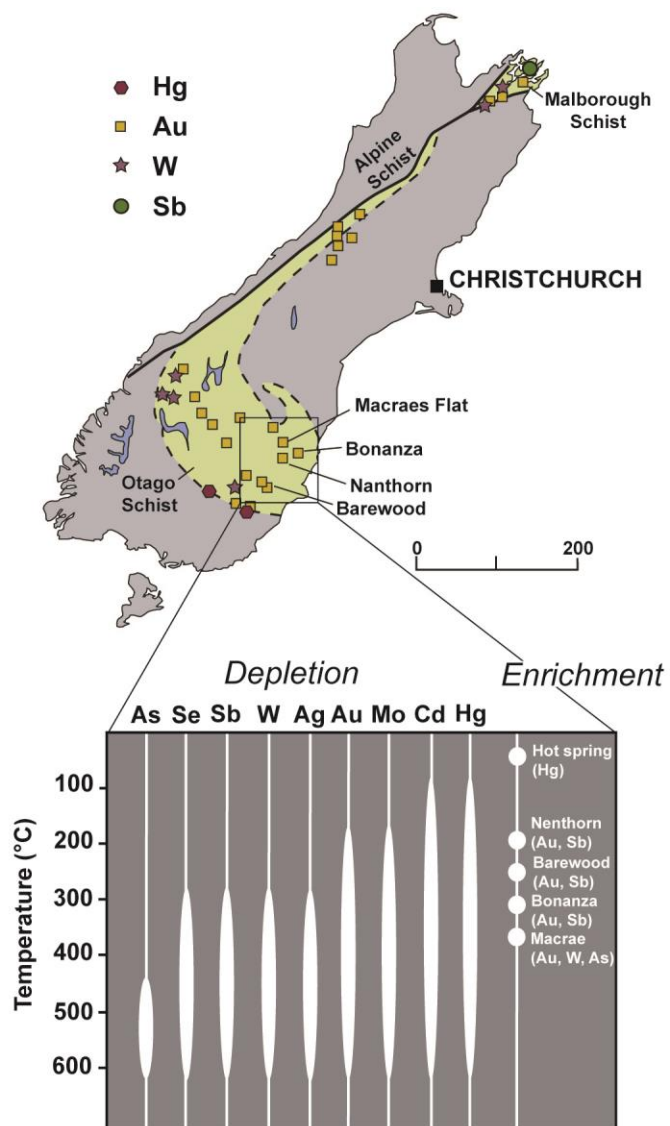 Hg
Au
W
Sb
Malborough
Schist
Alpine
Schist
CHRISTCHURCH
Macraes Flat
Bonanza
Nanthorn
Barewood
Otago
Schist
0 200
Depletion Enrichment
As Se Sb W Ag Au Mo Cd Hg
Temperature (°C)
100
200
300
400
500
600
Hot spring
(Hg)
Nenthorn
(Au, Sb)
Barewood
(Au, Sb)
Bonanza
(Au, Sb)
Macrae
(Au, W, As)